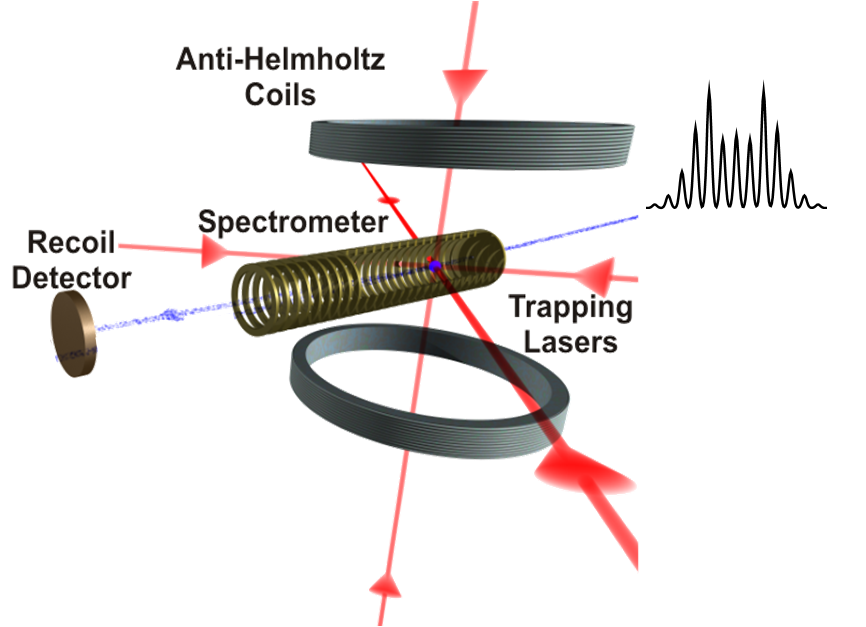 Anti-Helmholtz
Coils
Spectrometer
Recoil
Detector
Trapping
Lasers